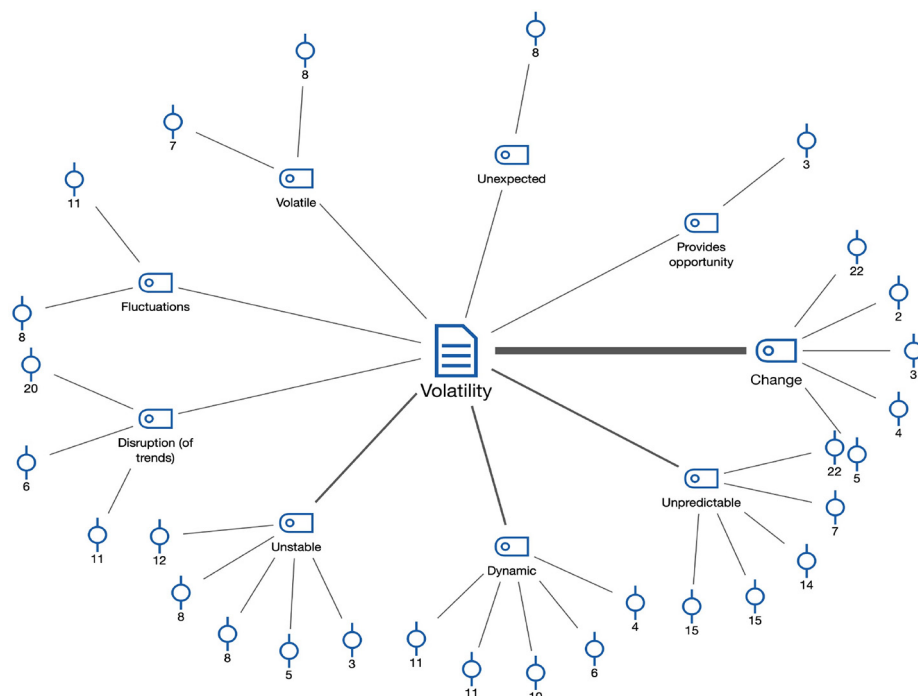 8
8
7
3
Unexpected
11
Volatile
Provides
opportunity
22
2
Fluctuations
8
3
20
Volatility
Change
4
Disruption (of
trends)
6
22
5
Unpredictable
7
11
12
Unstable
Dynamic
14
8
15
15
4
8
5
3
11
6
11